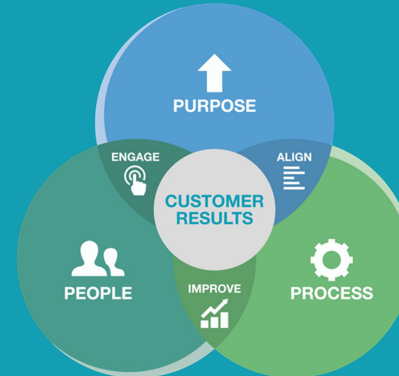 PURPOSE
ENGAGE
ALIGN
CUSTOMER
RESULTS
PEOPLE
IMPROVE
PROCESS